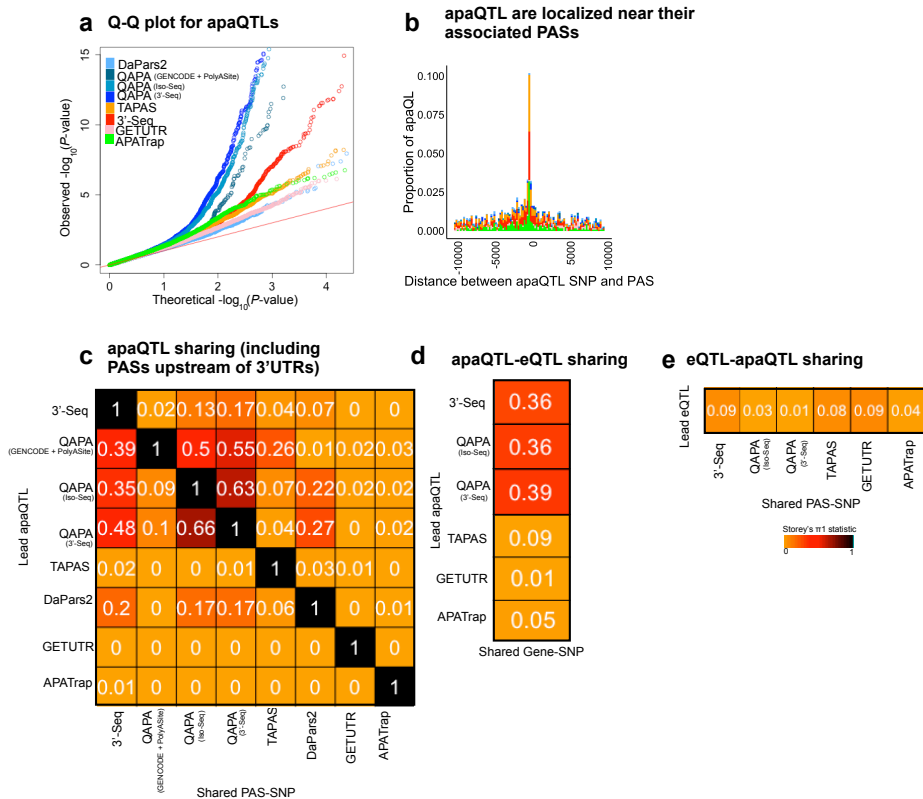 a Q-Q plot for apaQTLs
DaPars2
QAPA (GENCODE + PolyASite)
QAPA (Iso-Seq)
QAPA (3'-Seq)
TAPAS
3'-Seq
GETUTR
APATrap
Observed -log10(P-value)
15
10
5
0
0 1 2 3 4
Theoretical -log10(P-value)
b apaQTL are localized near their
associated PASs
Proportion of apaQL
0.100
0.075
0.050
0.025
0.000
-10000 -5000 0 5000 10000
Distance between apaQTL SNP and PAS
c apaQTL sharing (including
PASs upstream of 3'UTRs)
Lead apaQTL
3'-Seq 1 0.02 0.13 0.17 0.04 0.07 0 0
QAPA (GENCODE + PolyASite) 0.39 1 0.5 0.55 0.26 0.01 0.02 0.03
QAPA (Iso-Seq) 0.35 0.09 1 0.63 0.07 0.22 0.02 0.02
QAPA (3'-Seq) 0.48 0.1 0.66 1 0.04 0.27 0 0.02
TAPAS 0.02 0 0 0.01 1 0.03 0.01 0
DaPars2 0.2 0 0.17 0.17 0.06 1 0 0.01
GETUTR 0 0 0 0 0 0 1 0
APATrap 0.01 0 0 0 0 0 0 1
3'-Seq QAPA (GENCODE + PolyASite) QAPA (Iso-Seq) QAPA (3'-Seq) TAPAS DaPars2 GETUTR APATrap
Shared PAS-SNP
d apaQTL-eQTL sharing
Lead apaQTL
3'-Seq 0.36
QAPA (Iso-Seq) 0.36
QAPA (3'-Seq) 0.39
TAPAS 0.09
GETUTR 0.01
APATrap 0.05
Shared Gene-SNP
e eQTL-apaQTL sharing
Lead eQTL
0.09 0.03 0.01 0.08 0.09 0.04
3'-Seq QAPA (Iso-Seq) QAPA (3'-Seq) TAPAS GETUTR APATrap
Shared PAS-SNP
Storey's π1 statistic
0 1